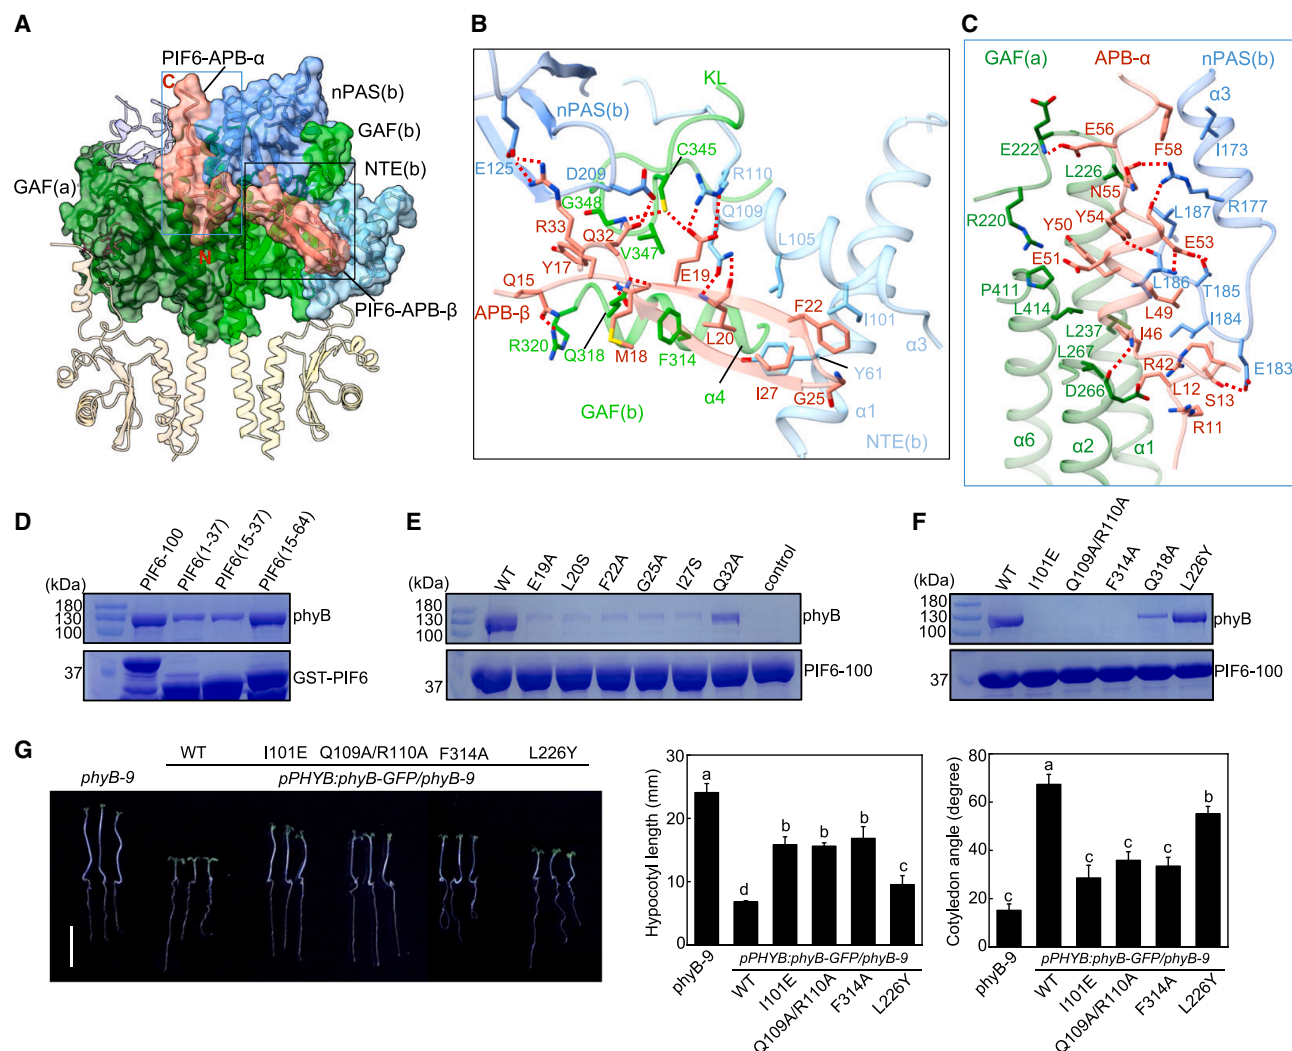 A
PIF6-APB-α
C
nPAS(b)
GAF(b)
NTE(b)
GAF(a)
N
PIF6-APB-β
B
KL
nPAS(b)
C345
E125
D209
R110
G348
Q109
R33
Q32
V347
L105
Y17
E19
Q15
F22
I101
APB-β
L20
α3
R320
Q318
M18
F314
Y61
I27
G25
α4
α1
GAF(b)
NTE(b)
C
GAF(a)
APB-α
nPAS(b)
α3
E56
E222
F58
I173
L226
N55
R220
Y54
L187
R177
Y50
E53
E51
L186
T185
P411
L49
L414
I184
L237
I46
L267
R42
E183
D266
L12
S13
R11
α6
α2
α1
D
PIF6-100
PIF6(1-37)
PIF6(15-37)
PIF6(15-64)
(kDa)
180
130
100
phyB
37
GST-PIF6
E
WT
E19A
L20S
F22A
G25A
I27S
Q32A
control
(kDa)
180
130
100
phyB
37
PIF6-100
F
WT
I101E
Q109A/R110A
F314A
Q318A
L226Y
(kDa)
180
130
100
phyB
37
PIF6-100
G
WT I101E Q109A/R110A F314A L226Y
phyB-9
pPHYB:phyB-GFP/phyB-9
Hypocotyl length (mm)
30
20
10
0
a
d
b
b
b
c
phyB-9
pPHYB:phyB-GFP/phyB-9
WT
I101E
Q109A/R110A
F314A
L226Y
Cotyledon angle (degree)
80
60
40
20
0
c
a
c
c
c
b
phyB-9
pPHYB:phyB-GFP/phyB-9
WT
I101E
Q109A/R110A
F314A
L226Y